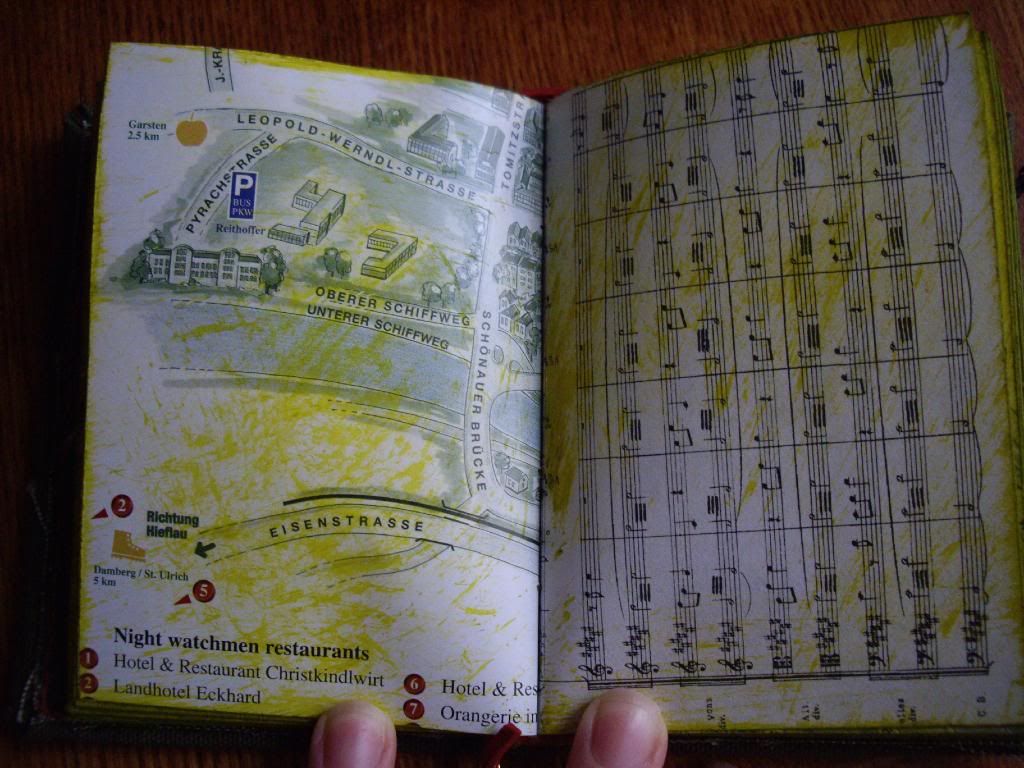 J.-KR
Garsten
2.5 km
LEOPOLD-WERNDL-STRASSE
TOMITZSTR
PYRACHSTRASSE
P
BUS
PKW
Reithoffer
OBERER SCHIFFWEG
UNTERER SCHIFFWEG
SCHÖNAUER BRÜCKE
EISENSTRASSE
2
Richtung
Hieflau
Damberg / St. Ulrich
5 km
5
Night watchmen restaurants
1 Hotel & Restaurant Christkindlwirt
2 Landhotel Eckhard
6 Hotel & Res
7 Orangerie in
div.
div.
C. B.